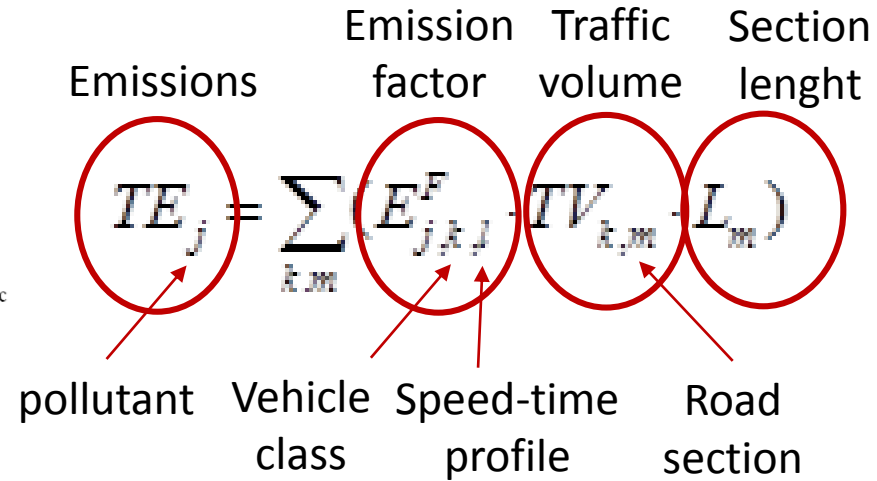 Emission Traffic Section
Emissions factor volume lenght
TE_j = ∑_{k,m} (E^F_{j,k,l} · TV_{k,m} · L_m)
c
pollutant Vehicle Speed-time Road
class profile section